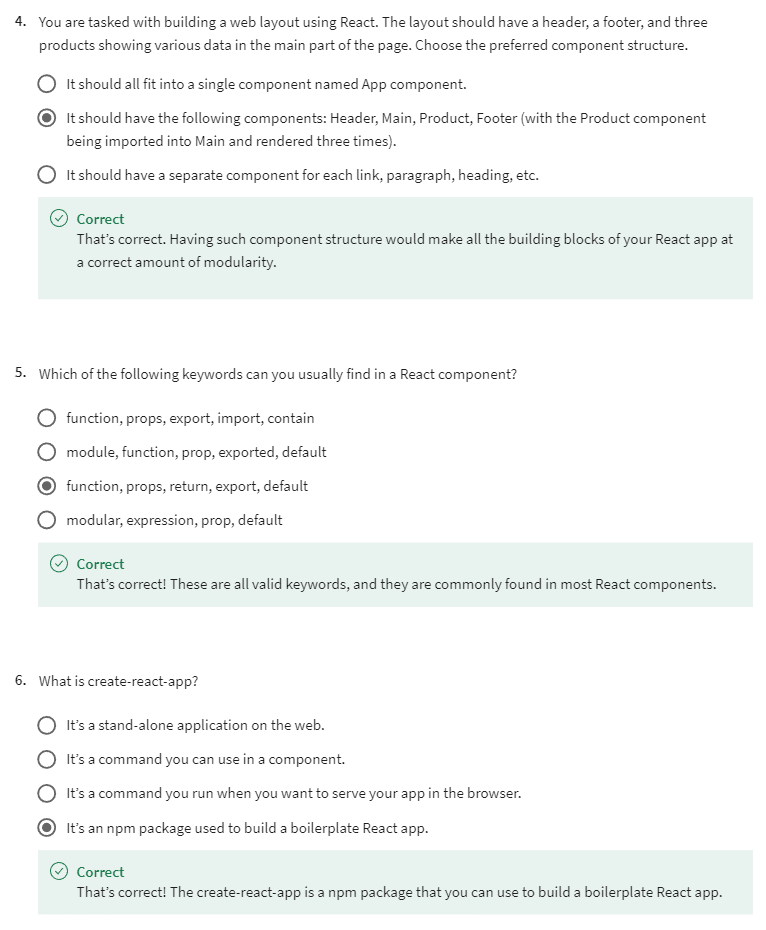 4. You are tasked with building a web layout using React. The layout should have a header, a footer, and three
products showing various data in the main part of the page. Choose the preferred component structure.
It should all fit into a single component named App component.
It should have the following components: Header, Main, Product, Footer (with the Product component
being imported into Main and rendered three times).
It should have a separate component for each link, paragraph, heading, etc.
Correct
That's correct. Having such component structure would make all the building blocks of your React app at
a correct amount of modularity.
5. Which of the following keywords can you usually find in a React component?
function, props, export, import, contain
module, function, prop, exported, default
function, props, return, export, default
modular, expression, prop, default
Correct
That's correct! These are all valid keywords, and they are commonly found in most React components.
6. What is create-react-app?
It's a stand-alone application on the web.
It's a command you can use in a component.
It's a command you run when you want to serve your app in the browser.
It's an npm package used to build a boilerplate React app.
Correct
That's correct! The create-react-app is a npm package that you can use to build a boilerplate React app.